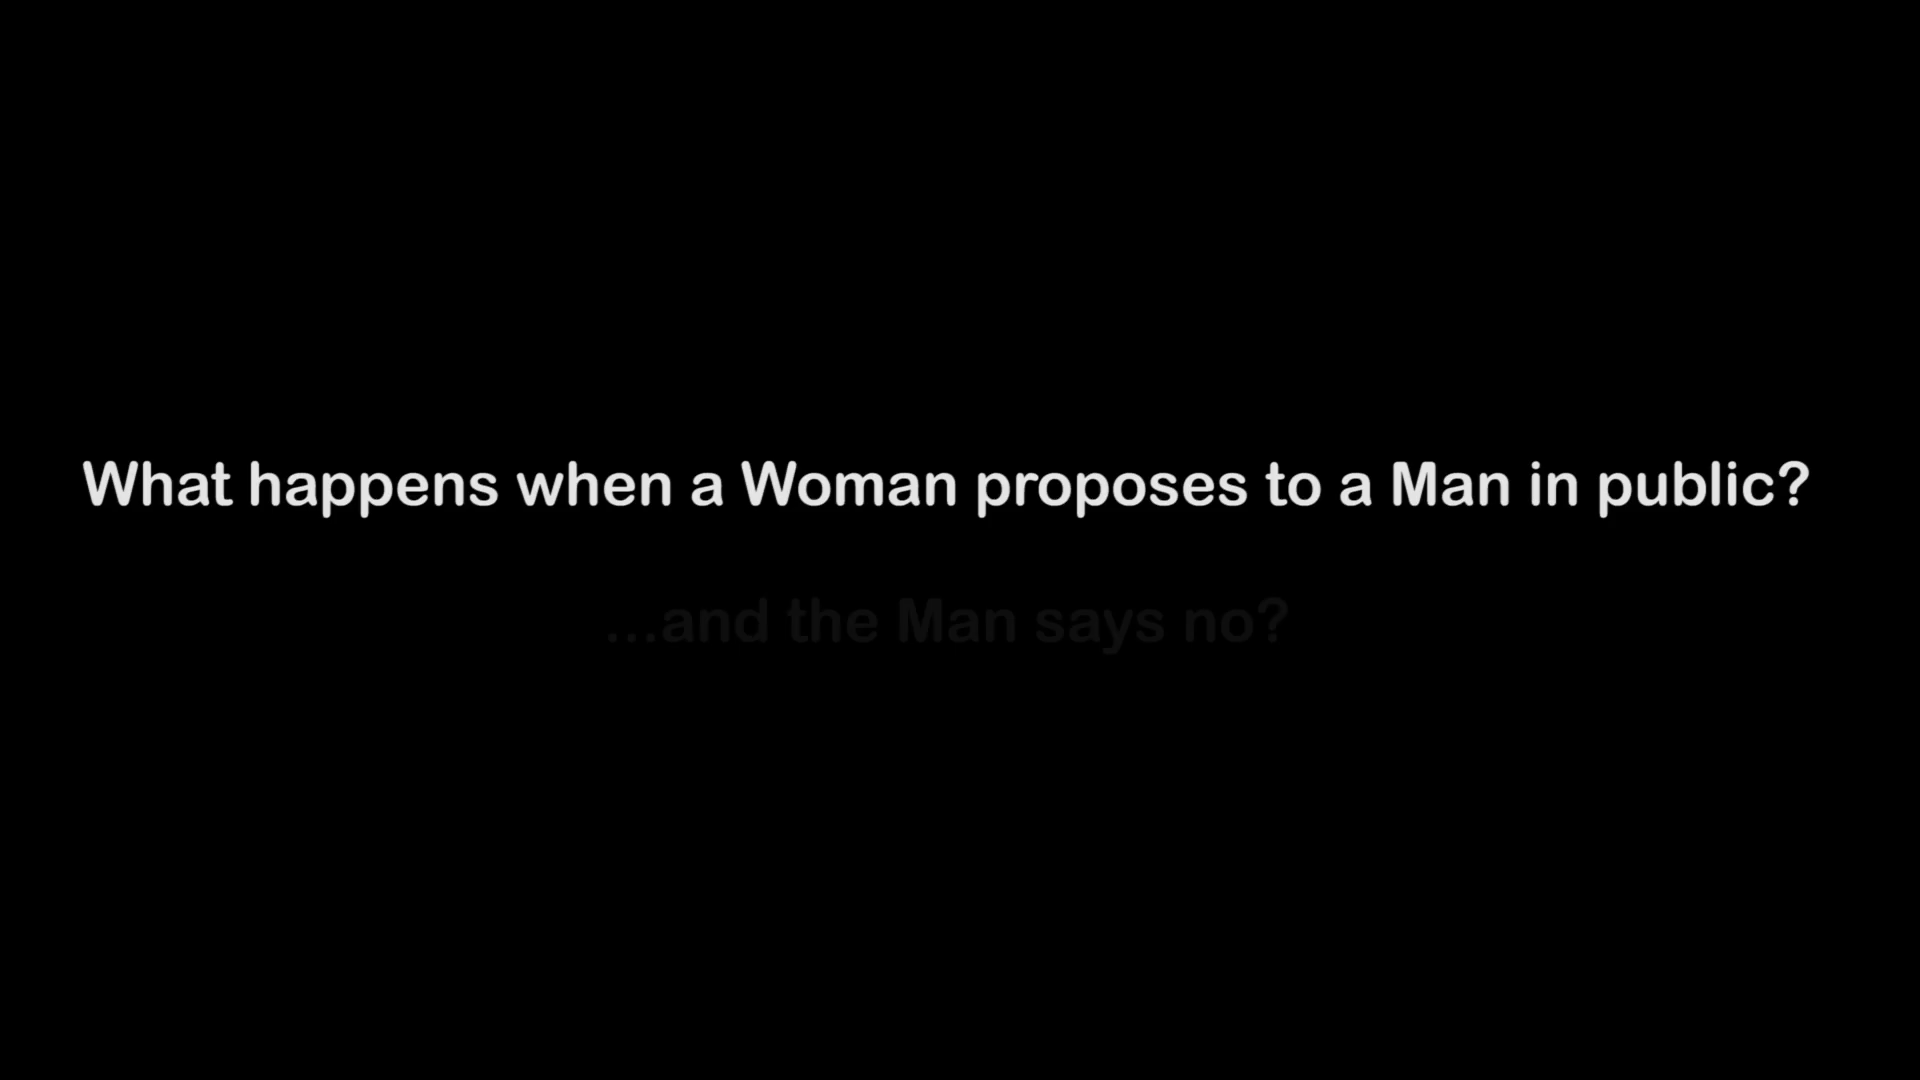 What happens when a Woman proposes to a Man in public?
...and the Man says no?